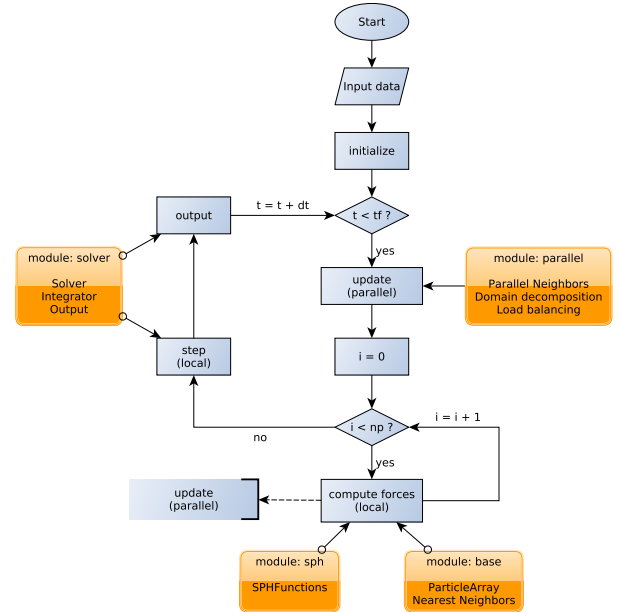 Start
Input data
initialize
output
t = t + dt
t < tf ?
yes
module: solver
Solver
Integrator
Output
update
(parallel)
module: parallel
Parallel Neighbors
Domain decomposition
Load balancing
step
(local)
i = 0
i = i + 1
i < np ?
no
yes
update
(parallel)
compute forces
(local)
module: sph
SPHFunctions
module: base
ParticleArray
Nearest Neighbors